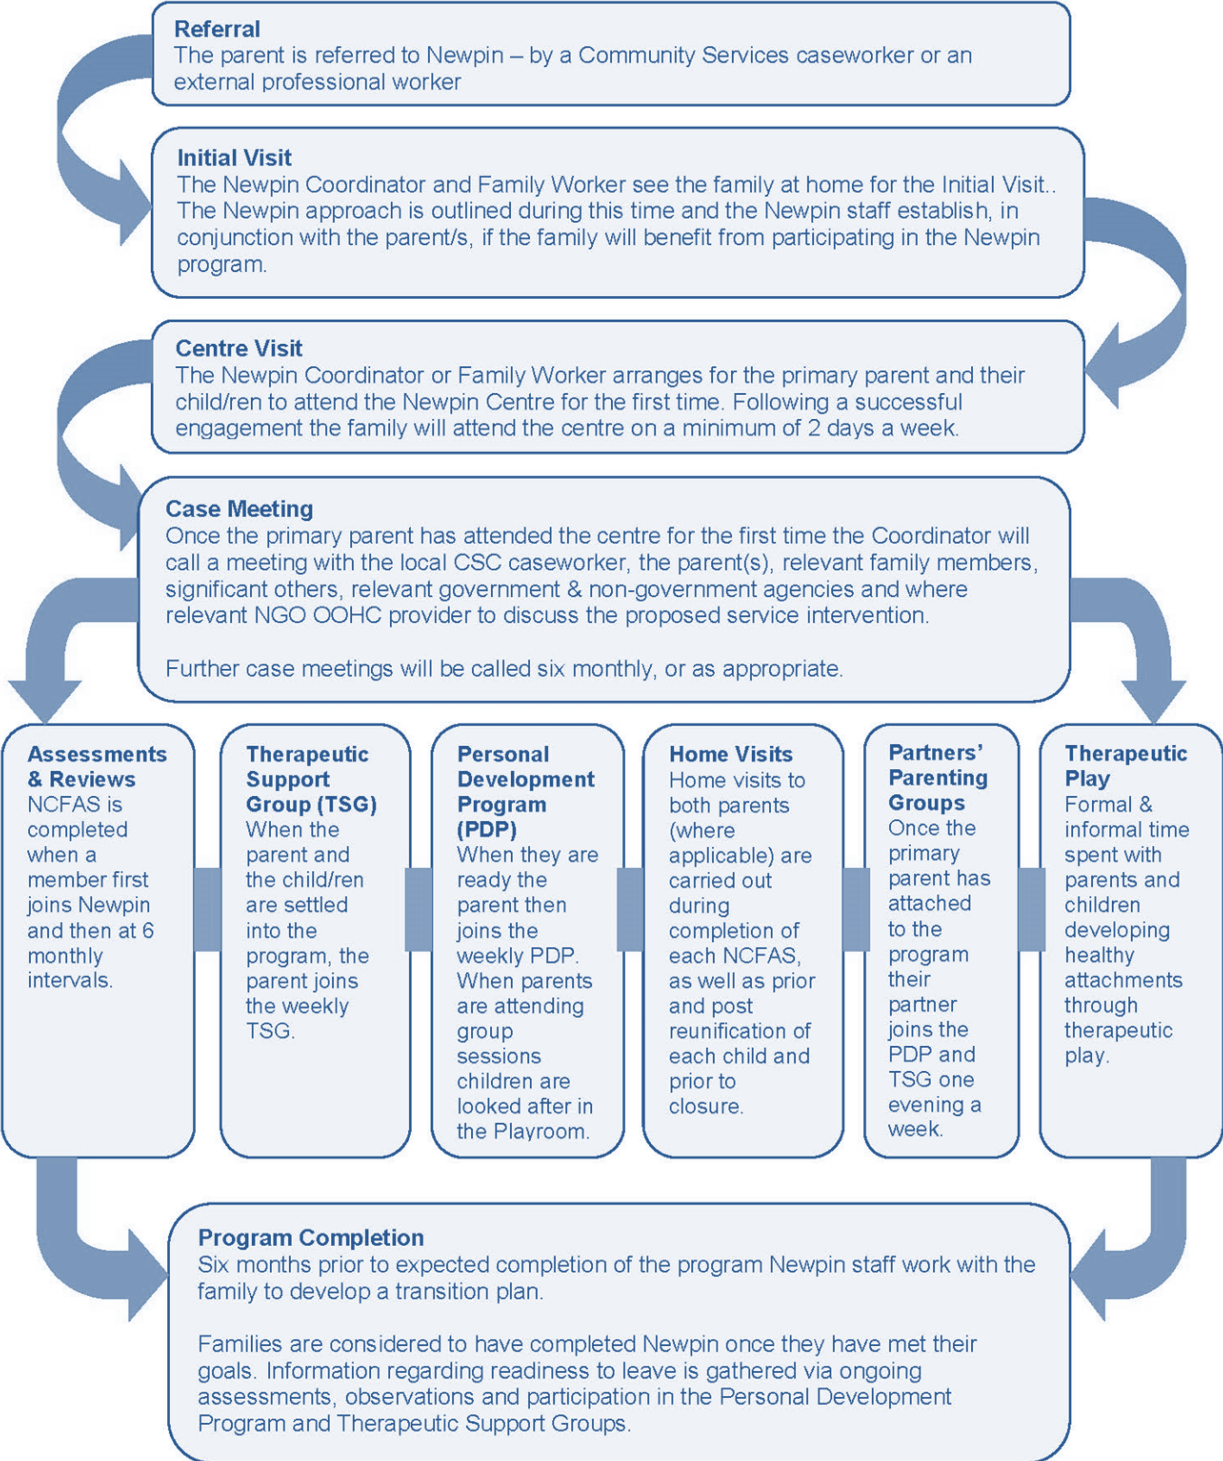 Referral
The parent is referred to Newpin – by a Community Services caseworker or an
external professional worker
Initial Visit
The Newpin Coordinator and Family Worker see the family at home for the Initial Visit..
The Newpin approach is outlined during this time and the Newpin staff establish, in
conjunction with the parent/s, if the family will benefit from participating in the Newpin
program.
Centre Visit
The Newpin Coordinator or Family Worker arranges for the primary parent and their
child/ren to attend the Newpin Centre for the first time. Following a successful
engagement the family will attend the centre on a minimum of 2 days a week.
Case Meeting
Once the primary parent has attended the centre for the first time the Coordinator will
call a meeting with the local CSC caseworker, the parent(s), relevant family members,
significant others, relevant government & non-government agencies and where
relevant NGO OOHC provider to discuss the proposed service intervention.
Further case meetings will be called six monthly, or as appropriate.
Assessments
& Reviews
NCFAS is
completed
when a
member first
joins Newpin
and then at 6
monthly
intervals.
Therapeutic
Support
Group (TSG)
When the
parent and
the child/ren
are settled
into the
program, the
parent joins
the weekly
TSG.
Personal
Development
Program
(PDP)
When they are
ready the
parent then
joins the
weekly PDP.
When parents
are attending
group
sessions
children are
looked after in
the Playroom.
Home Visits
Home visits to
both parents
(where
applicable) are
carried out
during
completion of
each NCFAS,
as well as prior
and post
reunification of
each child and
prior to
closure.
Partners'
Parenting
Groups
Once the
primary
parent has
attached
to the
program
their
partner
joins the
PDP and
TSG one
evening a
week.
Therapeutic
Play
Formal &
informal time
spent with
parents and
children
developing
healthy
attachments
through
therapeutic
play.
Program Completion
Six months prior to expected completion of the program Newpin staff work with the
family to develop a transition plan.
Families are considered to have completed Newpin once they have met their
goals. Information regarding readiness to leave is gathered via ongoing
assessments, observations and participation in the Personal Development
Program and Therapeutic Support Groups.